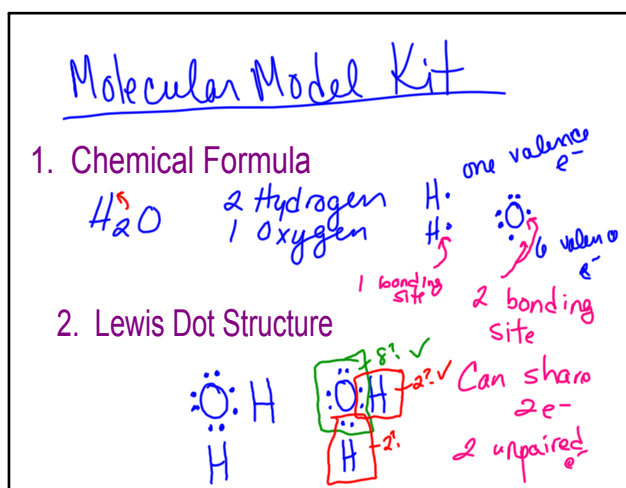 Molecular Model Kit
1. Chemical Formula
one valence
e⁻
H₂O
2 Hydrogen
1 Oxygen
H·
H·
O
6 valence
e⁻
1 bonding
site
2 bonding
site
2. Lewis Dot Structure
8? ✓
O H
O H
2? ✓
H
H
2?
Can share
2e-
2 unpaired
e⁻